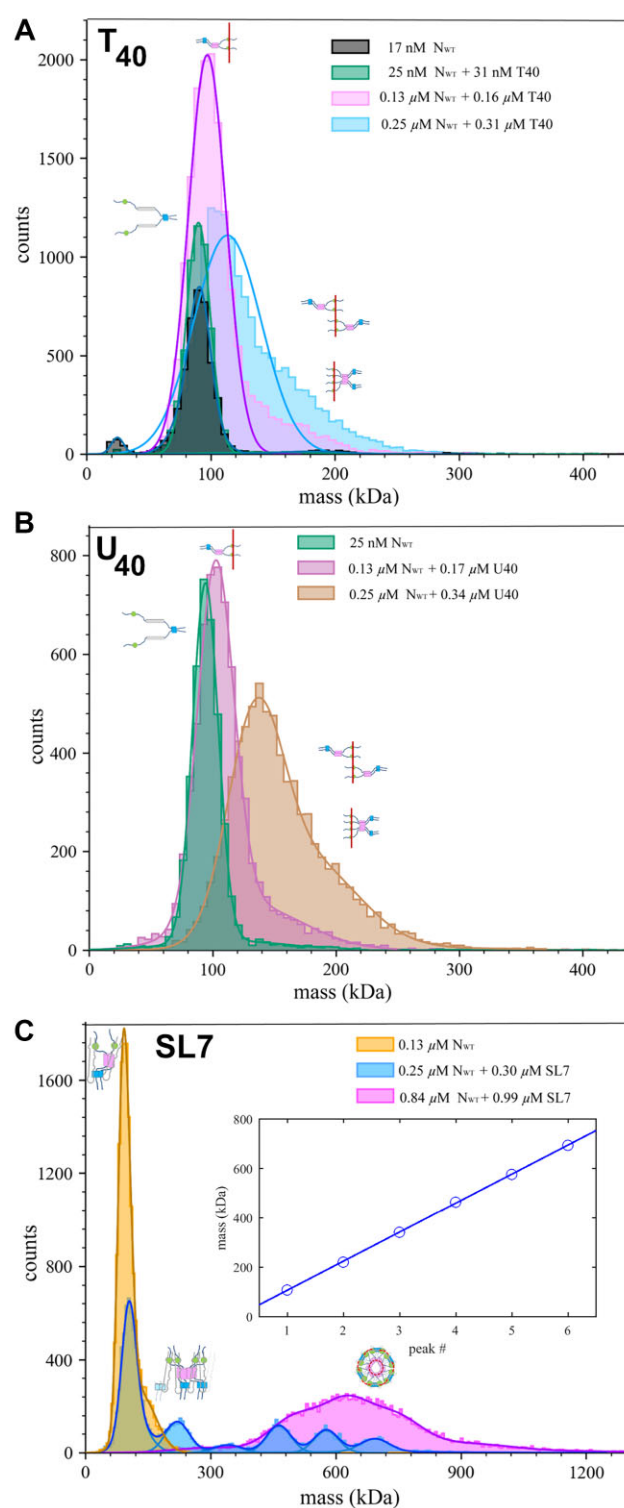 A
T40
17 nM NWT
25 nM NWT + 31 nM T40
0.13 µM NWT + 0.16 µM T40
0.25 µM NWT + 0.31 µM T40
2000
1500
1000
500
0
counts
0 100 200 300 400
mass (kDa)
B
U40
25 nM NWT
0.13 µM NWT + 0.17 µM U40
0.25 µM NWT + 0.34 µM U40
800
600
400
200
0
counts
0 100 200 300 400
mass (kDa)
C
SL7
0.13 µM NWT
0.25 µM NWT + 0.30 µM SL7
0.84 µM NWT + 0.99 µM SL7
1600
1200
800
400
0
counts
800
600
400
200
0
mass (kDa)
1 2 3 4 5 6
peak #
0 300 600 900 1200
mass (kDa)